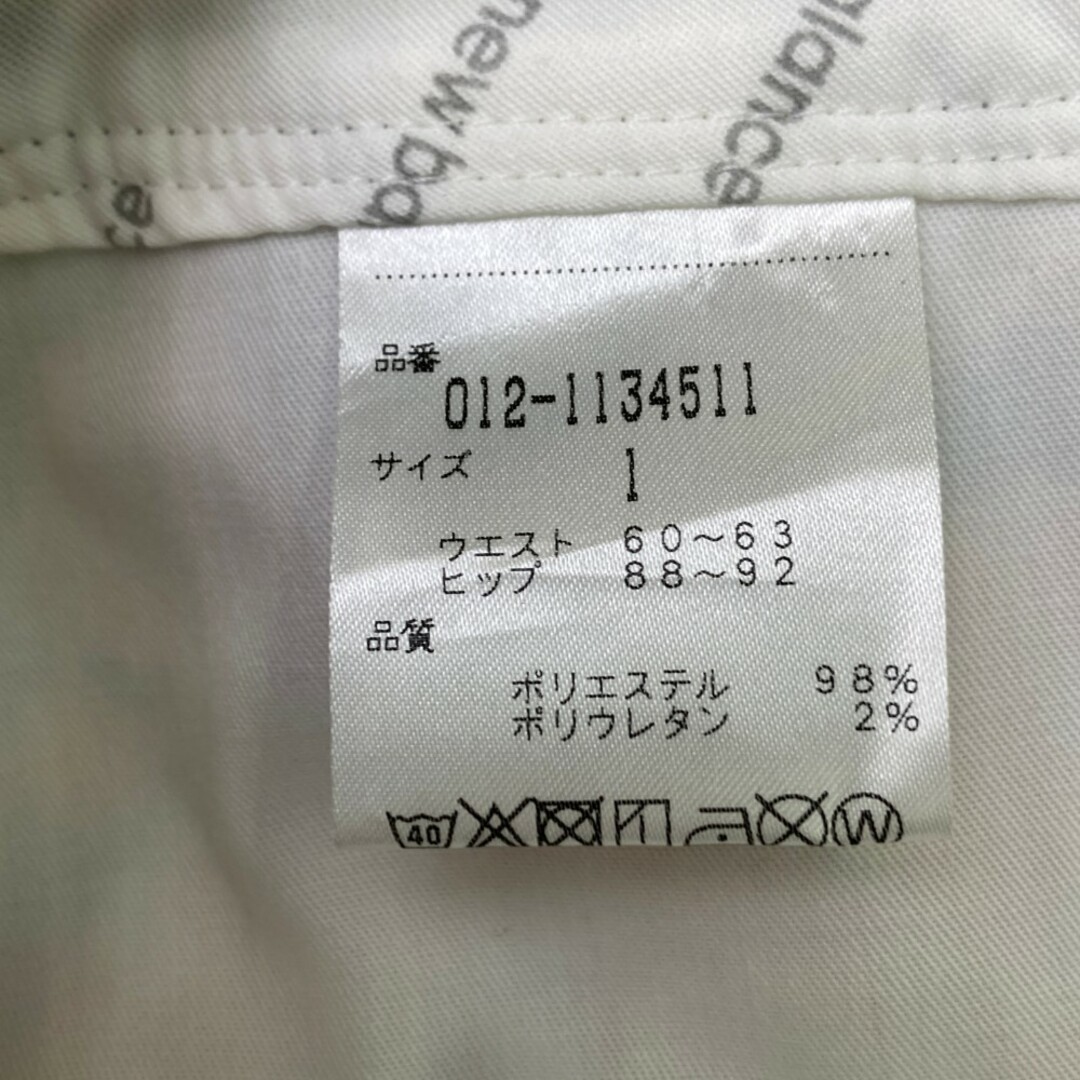 new ba
alance
ce
品番
012-1134511
サイズ 1
ウエスト 60～63
ヒップ 88～92
品質
ポリエステル 98%
ポリウレタン 2%
40
W